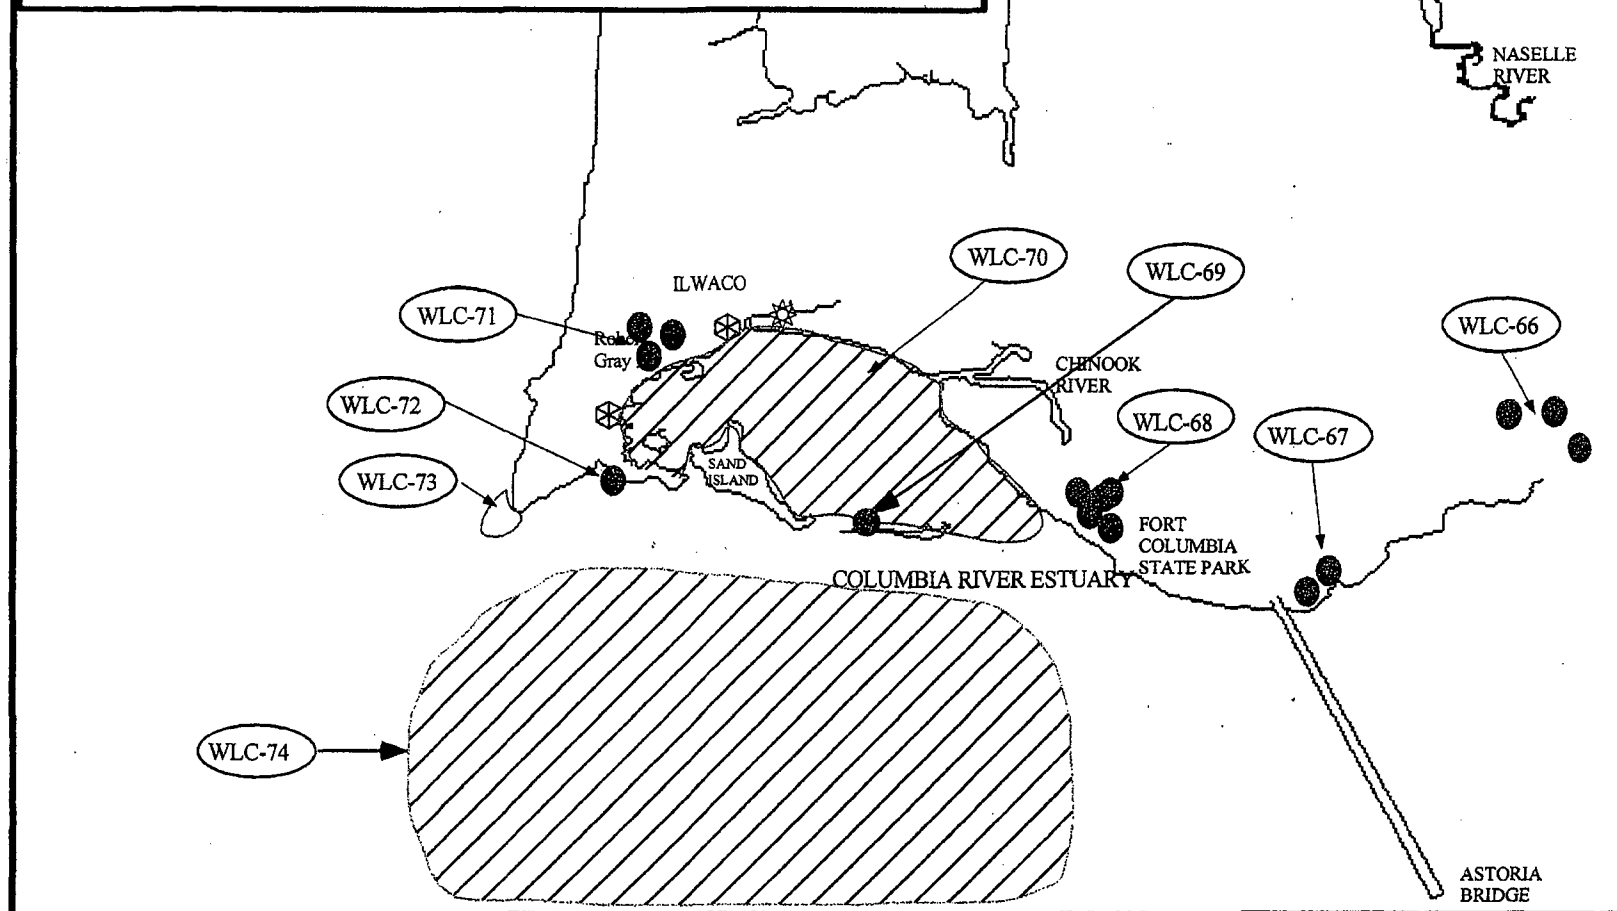 NASELLE
RIVER
WLC-70
WLC-69
ILWACO
WLC-71
WLC-66
Gray
CHINOOK
RIVER
WLC-72
WLC-68
WLC-67
SAND
ISLAND
WLC-73
FORT
COLUMBIA
STATE PARK
COLUMBIA RIVER ESTUARY
WLC-74
ASTORIA
BRIDGE